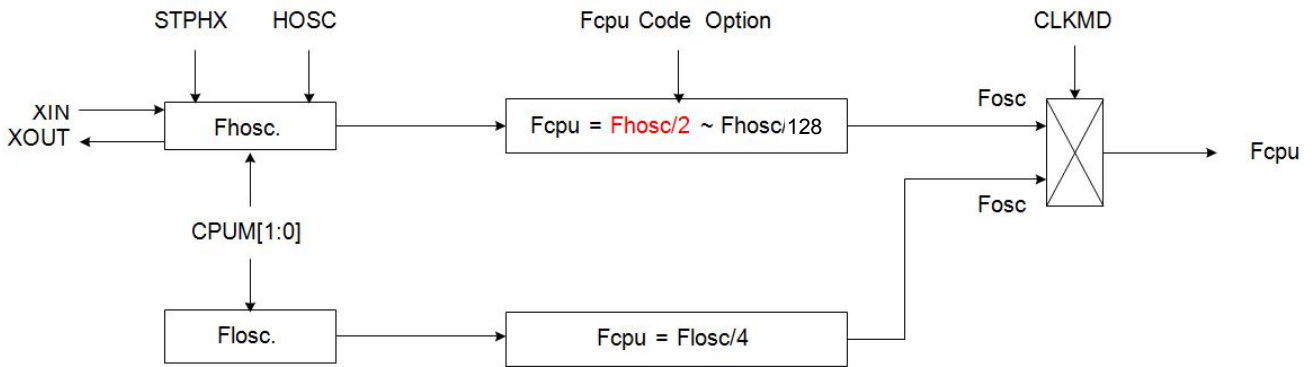 STPHX HOSC Fcpu Code Option CLKMD
XIN
XOUT
Fhosc.
Fcpu = Fhosc/2 ~ Fhosc/128
Fosc
Fcpu
Fosc
CPUM[1:0]
Flosc.
Fcpu = Flosc/4